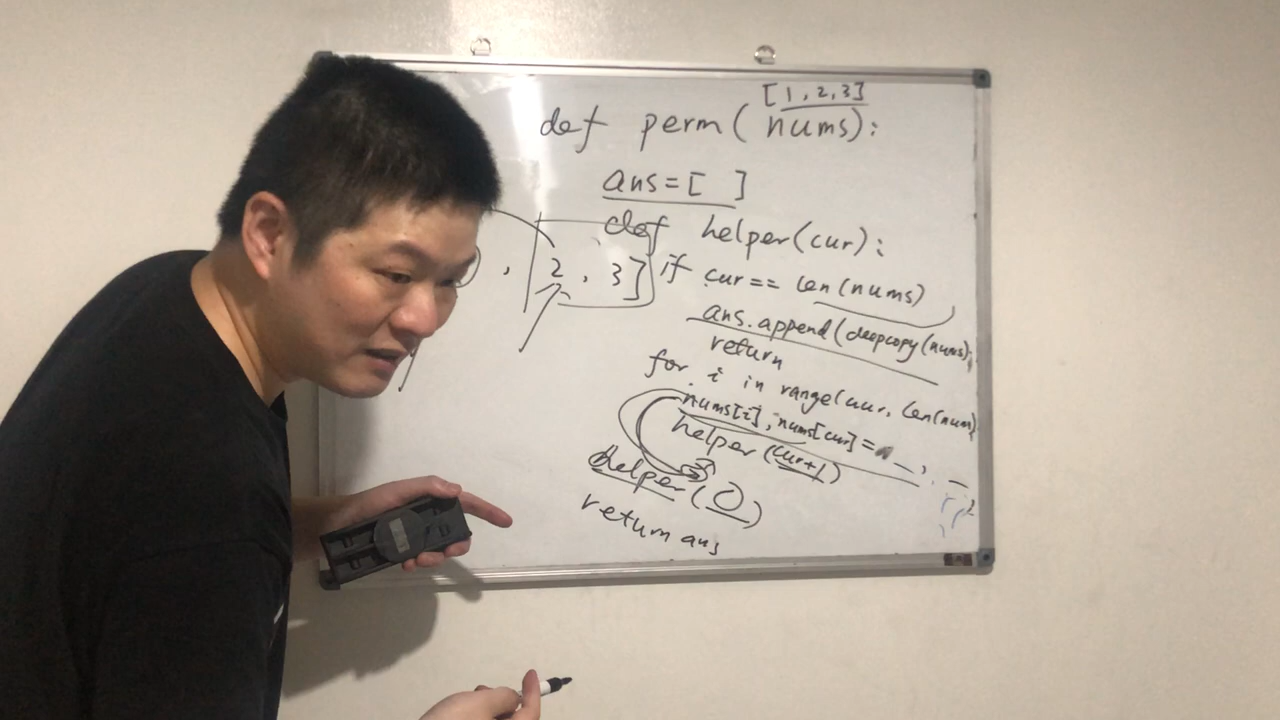 [1, 2, 3]
def perm( nums):
ans=[ ]
def helper(cur):
, 2, 3]
if cur== len(nums)
ans.append(deepcopy(nums)
return
for i in range(cur, len(num)
nums[i], nums[cur] = _, _
helper(cur+1)
helper(0)
return ans